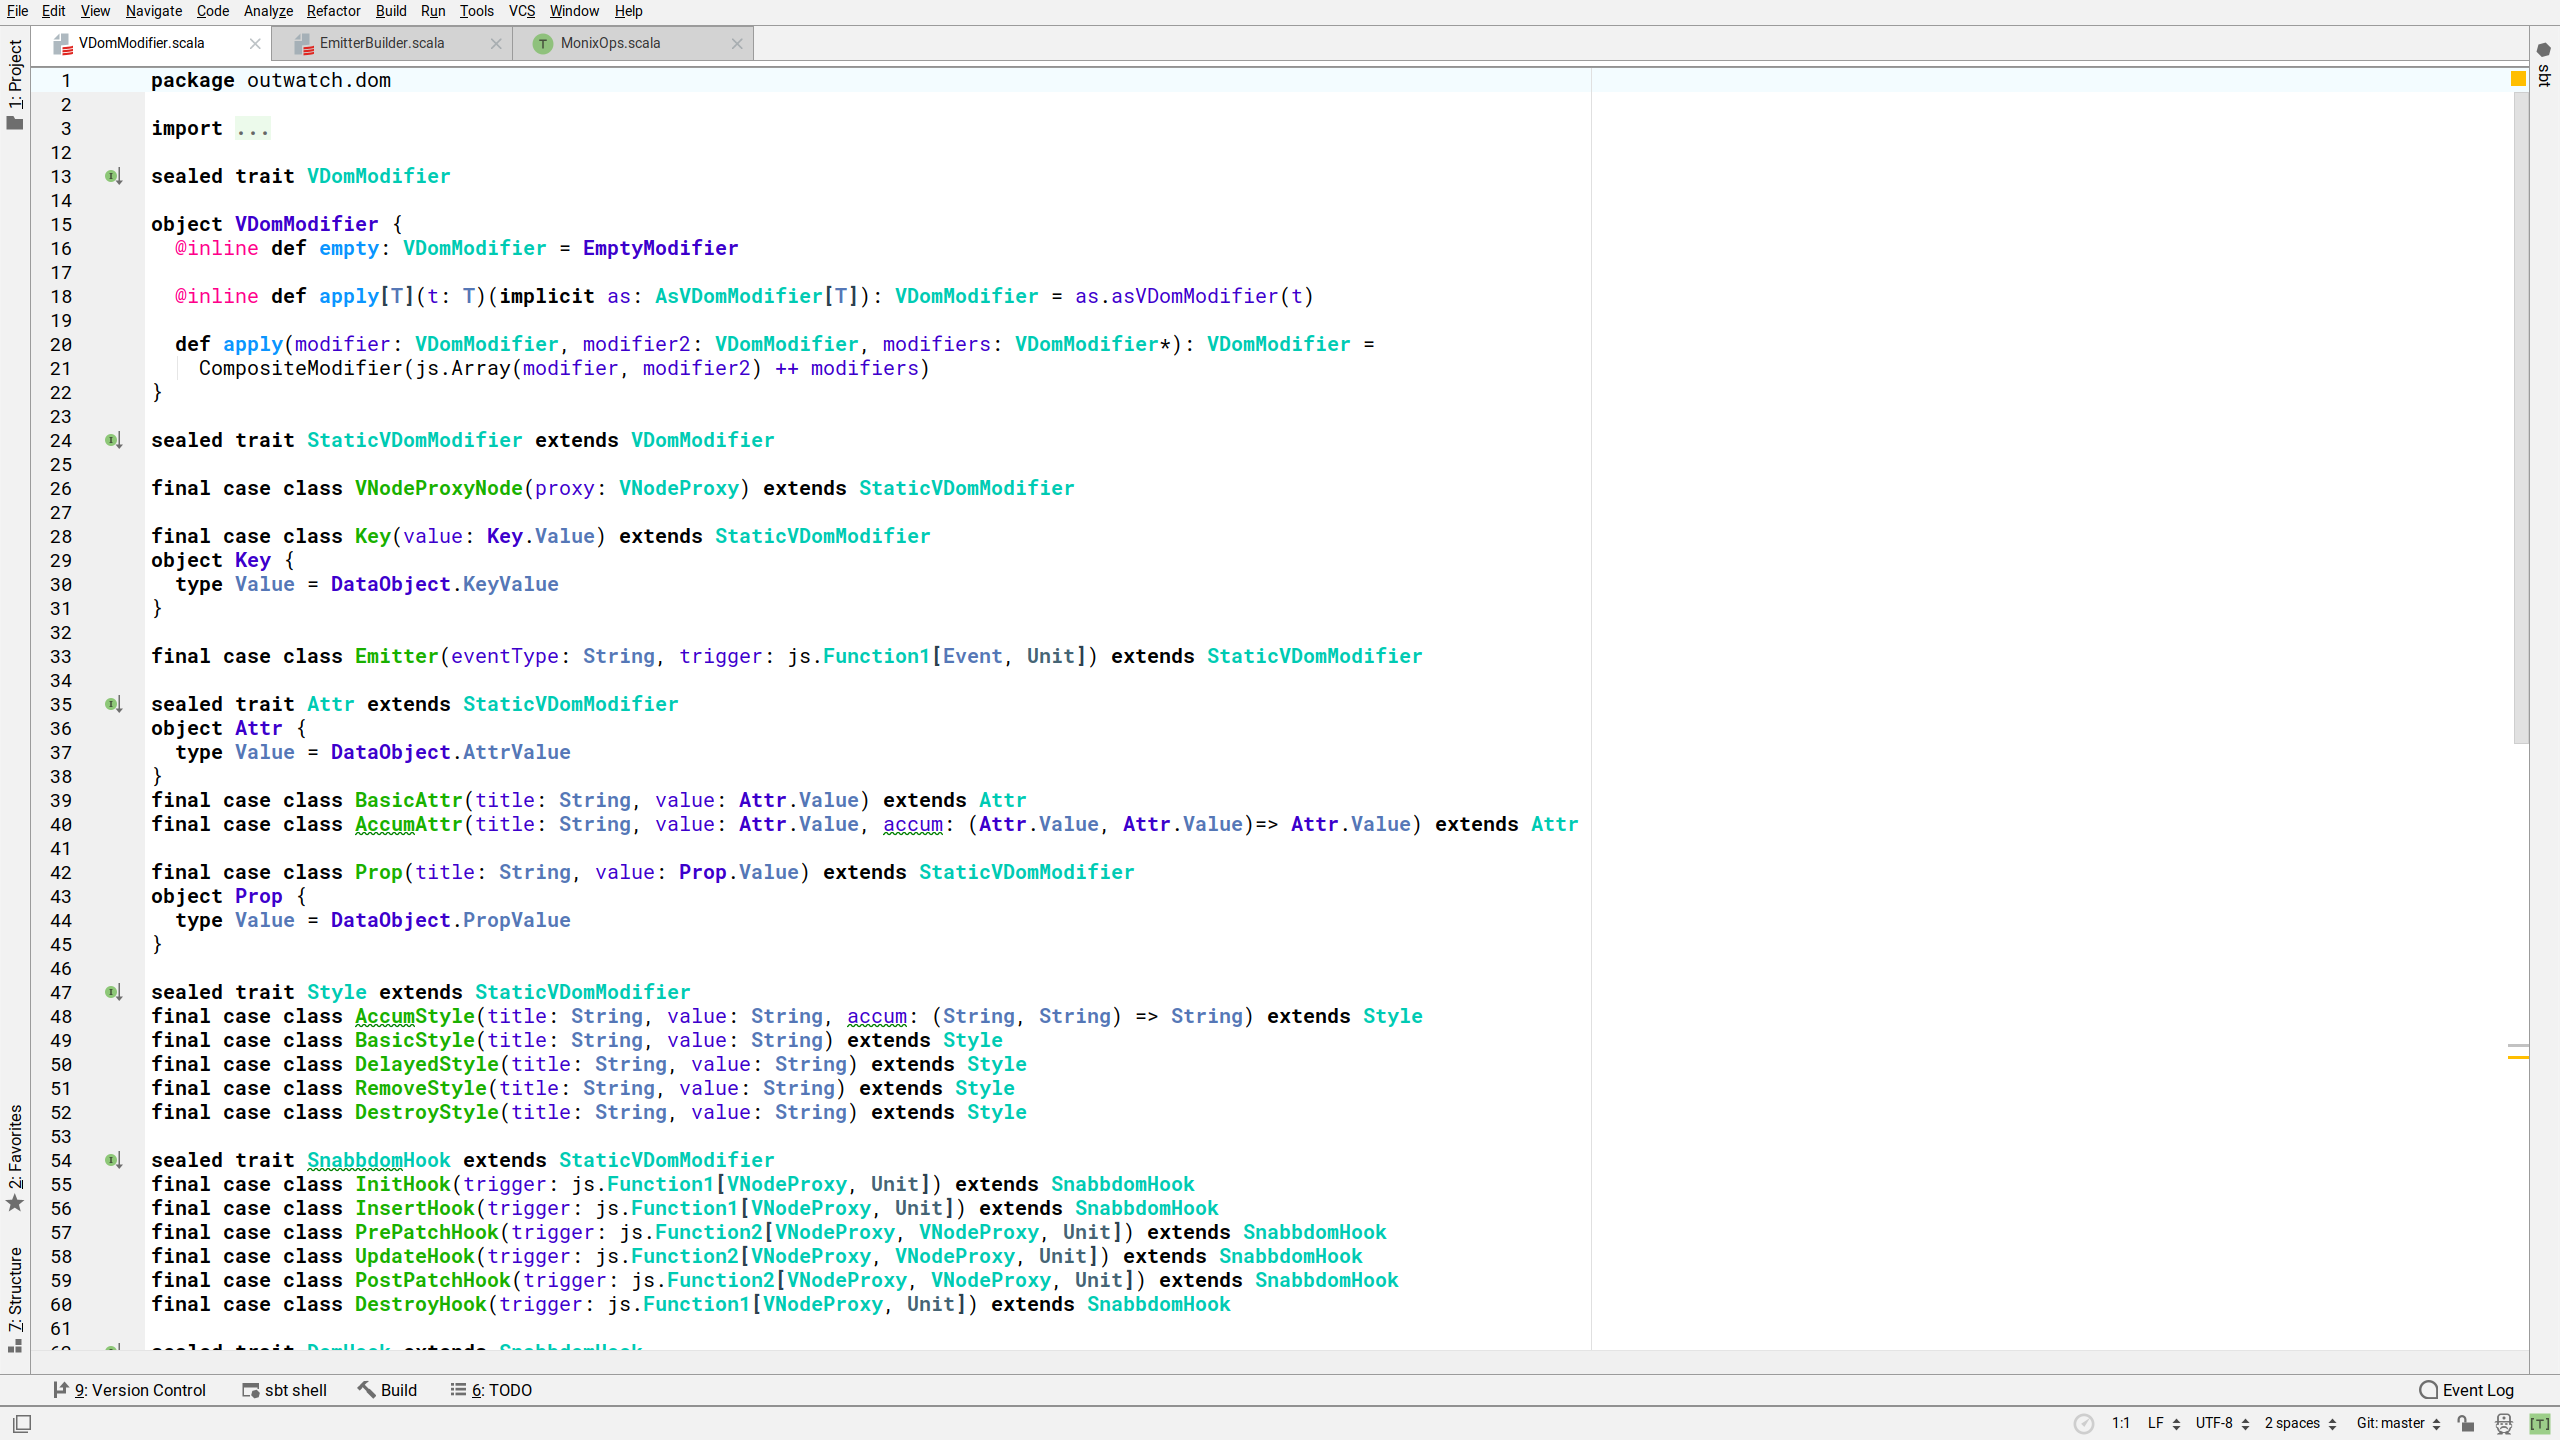 File Edit View Navigate Code Analyze Refactor Build Run Tools VCS Window Help
VDomModifier.scala EmitterBuilder.scala MonixOps.scala
1: Project
sbt
1 package outwatch.dom
2
3 import ...
12
13 sealed trait VDomModifier
14
15 object VDomModifier {
16 @inline def empty: VDomModifier = EmptyModifier
17
18 @inline def apply[T](t: T)(implicit as: AsVDomModifier[T]): VDomModifier = as.asVDomModifier(t)
19
20 def apply(modifier: VDomModifier, modifier2: VDomModifier, modifiers: VDomModifier*): VDomModifier =
21 CompositeModifier(js.Array(modifier, modifier2) ++ modifiers)
22 }
23
24 sealed trait StaticVDomModifier extends VDomModifier
25
26 final case class VNodeProxyNode(proxy: VNodeProxy) extends StaticVDomModifier
27
28 final case class Key(value: Key.Value) extends StaticVDomModifier
29 object Key {
30 type Value = DataObject.KeyValue
31 }
32
33 final case class Emitter(eventType: String, trigger: js.Function1[Event, Unit]) extends StaticVDomModifier
34
35 sealed trait Attr extends StaticVDomModifier
36 object Attr {
37 type Value = DataObject.AttrValue
38 }
39 final case class BasicAttr(title: String, value: Attr.Value) extends Attr
40 final case class AccumAttr(title: String, value: Attr.Value, accum: (Attr.Value, Attr.Value)=> Attr.Value) extends Attr
41
42 final case class Prop(title: String, value: Prop.Value) extends StaticVDomModifier
43 object Prop {
44 type Value = DataObject.PropValue
45 }
46
47 sealed trait Style extends StaticVDomModifier
48 final case class AccumStyle(title: String, value: String, accum: (String, String) => String) extends Style
49 final case class BasicStyle(title: String, value: String) extends Style
50 final case class DelayedStyle(title: String, value: String) extends Style
51 final case class RemoveStyle(title: String, value: String) extends Style
52 final case class DestroyStyle(title: String, value: String) extends Style
53
54 sealed trait SnabbdomHook extends StaticVDomModifier
55 final case class InitHook(trigger: js.Function1[VNodeProxy, Unit]) extends SnabbdomHook
56 final case class InsertHook(trigger: js.Function1[VNodeProxy, Unit]) extends SnabbdomHook
57 final case class PrePatchHook(trigger: js.Function2[VNodeProxy, VNodeProxy, Unit]) extends SnabbdomHook
58 final case class UpdateHook(trigger: js.Function2[VNodeProxy, VNodeProxy, Unit]) extends SnabbdomHook
59 final case class PostPatchHook(trigger: js.Function2[VNodeProxy, VNodeProxy, Unit]) extends SnabbdomHook
60 final case class DestroyHook(trigger: js.Function1[VNodeProxy, Unit]) extends SnabbdomHook
61
62 sealed trait DomHook extends SnabbdomHook
2: Favorites
7: Structure
9: Version Control sbt shell Build 6: TODO Event Log
1:1 LF UTF-8 2 spaces Git: master [T]